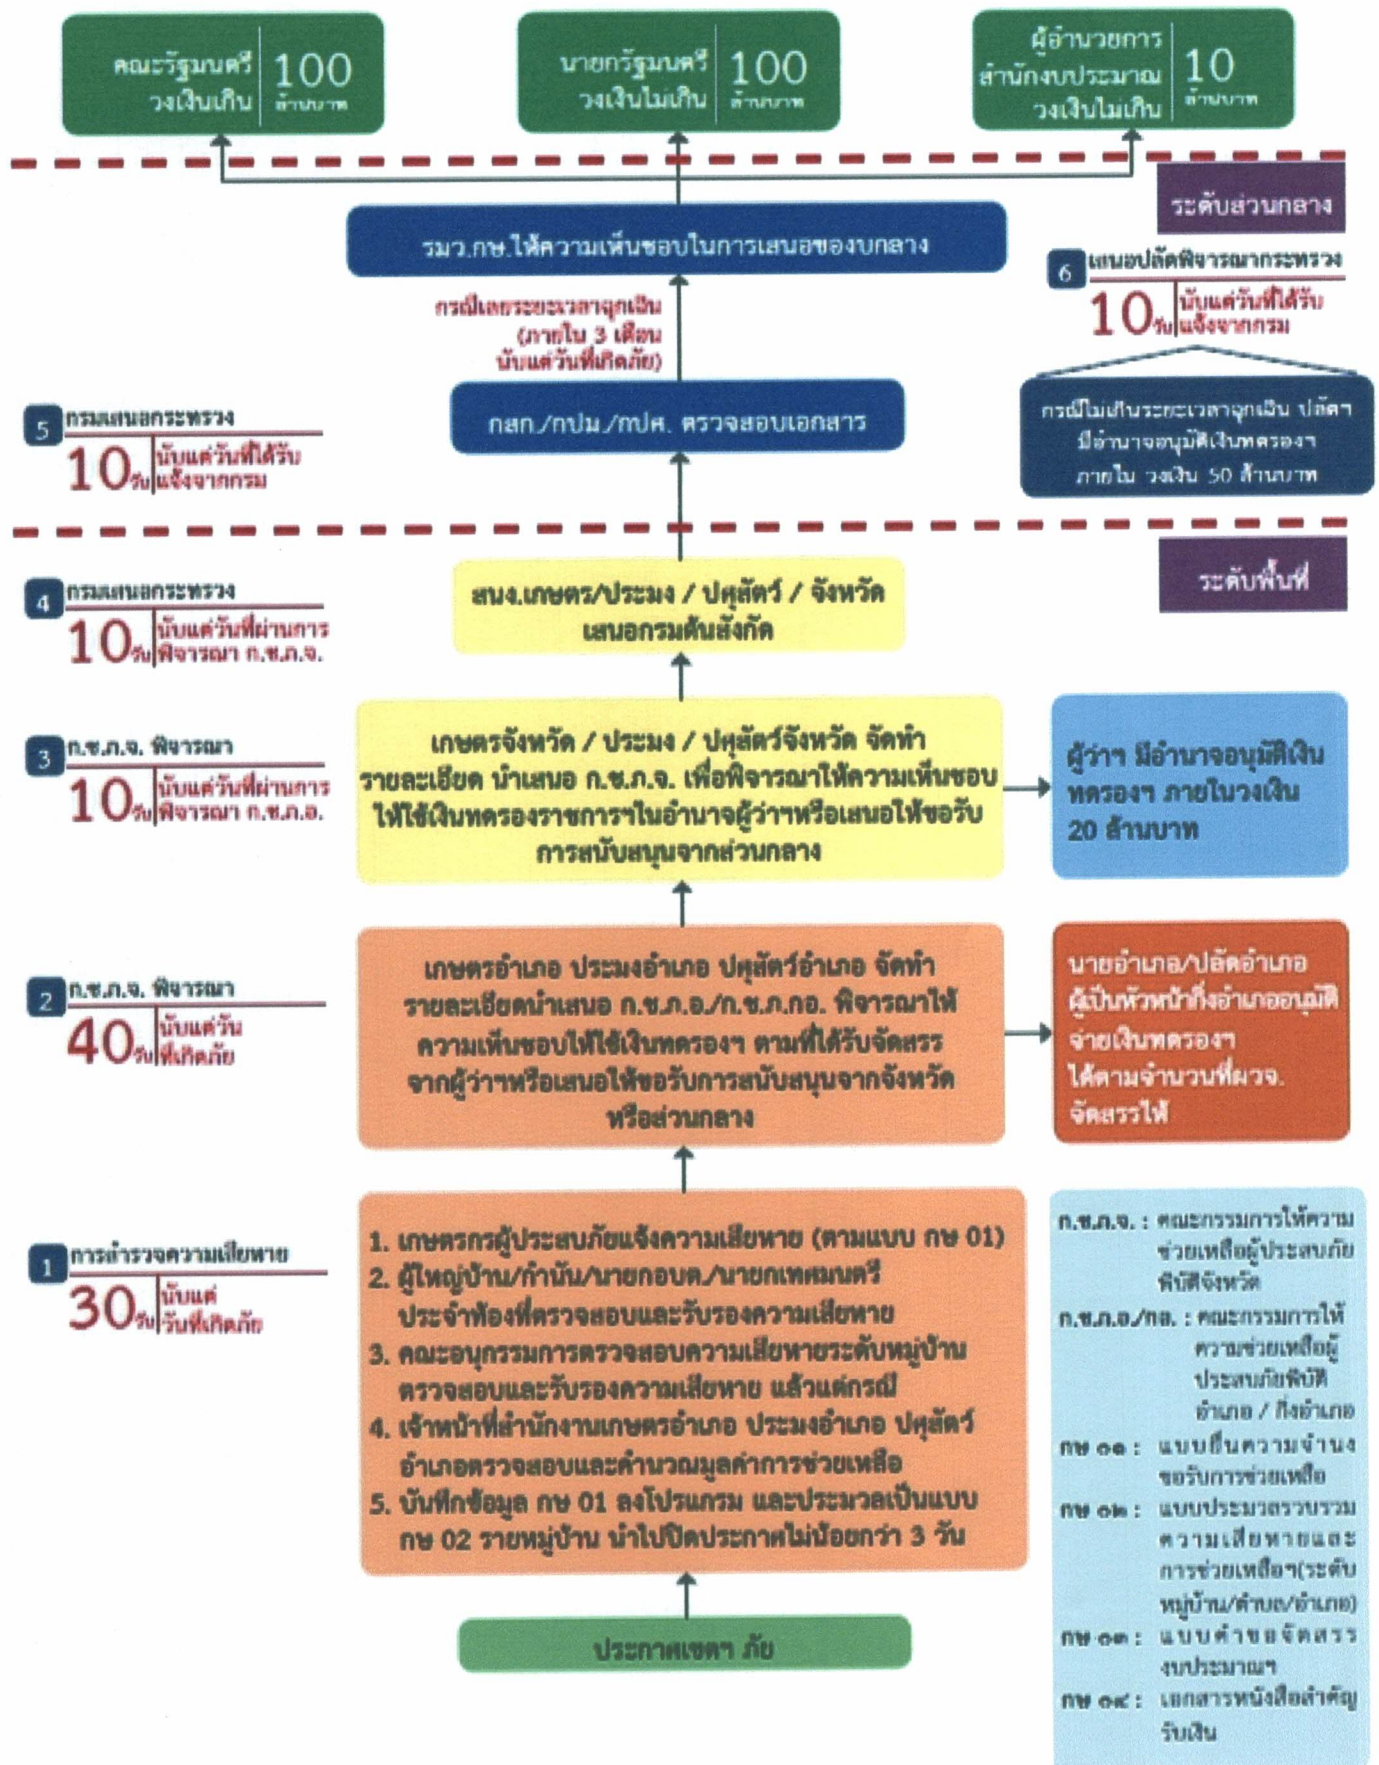 คณะรัฐมนตรี
วงเงินเกิน
100
ล้านบาท
นายกรัฐมนตรี
วงเงินไม่เกิน
100
ล้านบาท
ผู้อำนวยการ
สำนักงบประมาณ
วงเงินไม่เกิน
10
ล้านบาท
ระดับส่วนกลาง
รมว.กษ.ให้ความเห็นชอบในการเสนอของบกลาง
6 เสนอปลัดพิจารณากระทรวง
10 วัน นับแต่วันที่ได้รับ
แจ้งจากกรม
กรณีเลยระยะเวลาฉุกเฉิน
(ภายใน 3 เดือน
นับแต่วันที่เกิดภัย)
กรณีไม่เกินระยะเวลาฉุกเฉิน ปลัดฯ
มีอำนาจอนุมัติเงินทดรองฯ
ภายใน วงเงิน 50 ล้านบาท
5 กรมเสนอกระทรวง
10 วัน นับแต่วันที่ได้รับ
แจ้งจากกรม
กสก./กปม./กปศ. ตรวจสอบเอกสาร
ระดับพื้นที่
4 กรมเสนอกระทรวง
10 วัน นับแต่วันที่ผ่านการ
พิจารณา ก.ช.ภ.จ.
สนง.เกษตร/ประมง / ปศุสัตว์ / จังหวัด
เสนอกรมต้นสังกัด
3 ก.ช.ภ.จ. พิจารณา
10 วัน นับแต่วันที่ผ่านการ
พิจารณา ก.ช.ภ.อ.
เกษตรจังหวัด / ประมง / ปศุสัตว์จังหวัด จัดทำ
รายละเอียด นำเสนอ ก.ช.ภ.จ. เพื่อพิจารณาให้ความเห็นชอบ
ให้ใช้เงินทดรองราชการฯในอำนาจผู้ว่าฯหรือเสนอให้ขอรับ
การสนับสนุนจากส่วนกลาง
ผู้ว่าฯ มีอำนาจอนุมัติเงิน
ทดรองฯ ภายในวงเงิน
20 ล้านบาท
2 ก.ช.ภ.จ. พิจารณา
40 วัน นับแต่วัน
ที่เกิดภัย
เกษตรอำเภอ ประมงอำเภอ ปศุสัตว์อำเภอ จัดทำ
รายละเอียดนำเสนอ ก.ช.ภ.อ./ก.ช.ภ.กอ. พิจารณาให้
ความเห็นชอบให้ใช้เงินทดรองฯ ตามที่ได้รับจัดสรร
จากผู้ว่าฯหรือเสนอให้ขอรับการสนับสนุนจากจังหวัด
หรือส่วนกลาง
นายอำเภอ/ปลัดอำเภอ
ผู้เป็นหัวหน้ากิ่งอำเภออนุมัติ
จ่ายเงินทดรองฯ
ได้ตามจำนวนที่ผวจ.
จัดสรรให้
1 การสำรวจความเสียหาย
30 วัน นับแต่
วันที่เกิดภัย
1. เกษตรกรผู้ประสบภัยแจ้งความเสียหาย (ตามแบบ กษ 01)
2. ผู้ใหญ่บ้าน/กำนัน/นายกอบต./นายกเทศมนตรี
ประจำท้องที่ตรวจสอบและรับรองความเสียหาย
3. คณะอนุกรรมการตรวจสอบความเสียหายระดับหมู่บ้าน
ตรวจสอบและรับรองความเสียหาย แล้วแต่กรณี
4. เจ้าหน้าที่สำนักงานเกษตรอำเภอ ประมงอำเภอ ปศุสัตว์
อำเภอตรวจสอบและคำนวณมูลค่าการช่วยเหลือ
5. บันทึกข้อมูล กษ 01 ลงโปรแกรม และประมวลเป็นแบบ
กษ 02 รายหมู่บ้าน นำไปปิดประกาศไม่น้อยกว่า 3 วัน
ประกาศเขตฯ ภัย
ก.ช.ภ.จ. : คณะกรรมการให้ความ
ช่วยเหลือผู้ประสบภัย
พิบัติจังหวัด
ก.ช.ภ.อ./กอ. : คณะกรรมการให้
ความช่วยเหลือผู้
ประสบภัยพิบัติ
อำเภอ / กิ่งอำเภอ
กษ ๐๑ : แบบยื่นความจำนง
ขอรับการช่วยเหลือ
กษ ๐๒ : แบบประมวลรวบรวม
ความเสียหายและ
การช่วยเหลือฯ(ระดับ
หมู่บ้าน/ตำบล/อำเภอ)
กษ ๐๓ : แบบคำขอจัดสรร
งบประมาณฯ
กษ ๐๔ : เอกสารหนังสือสำคัญ
รับเงิน